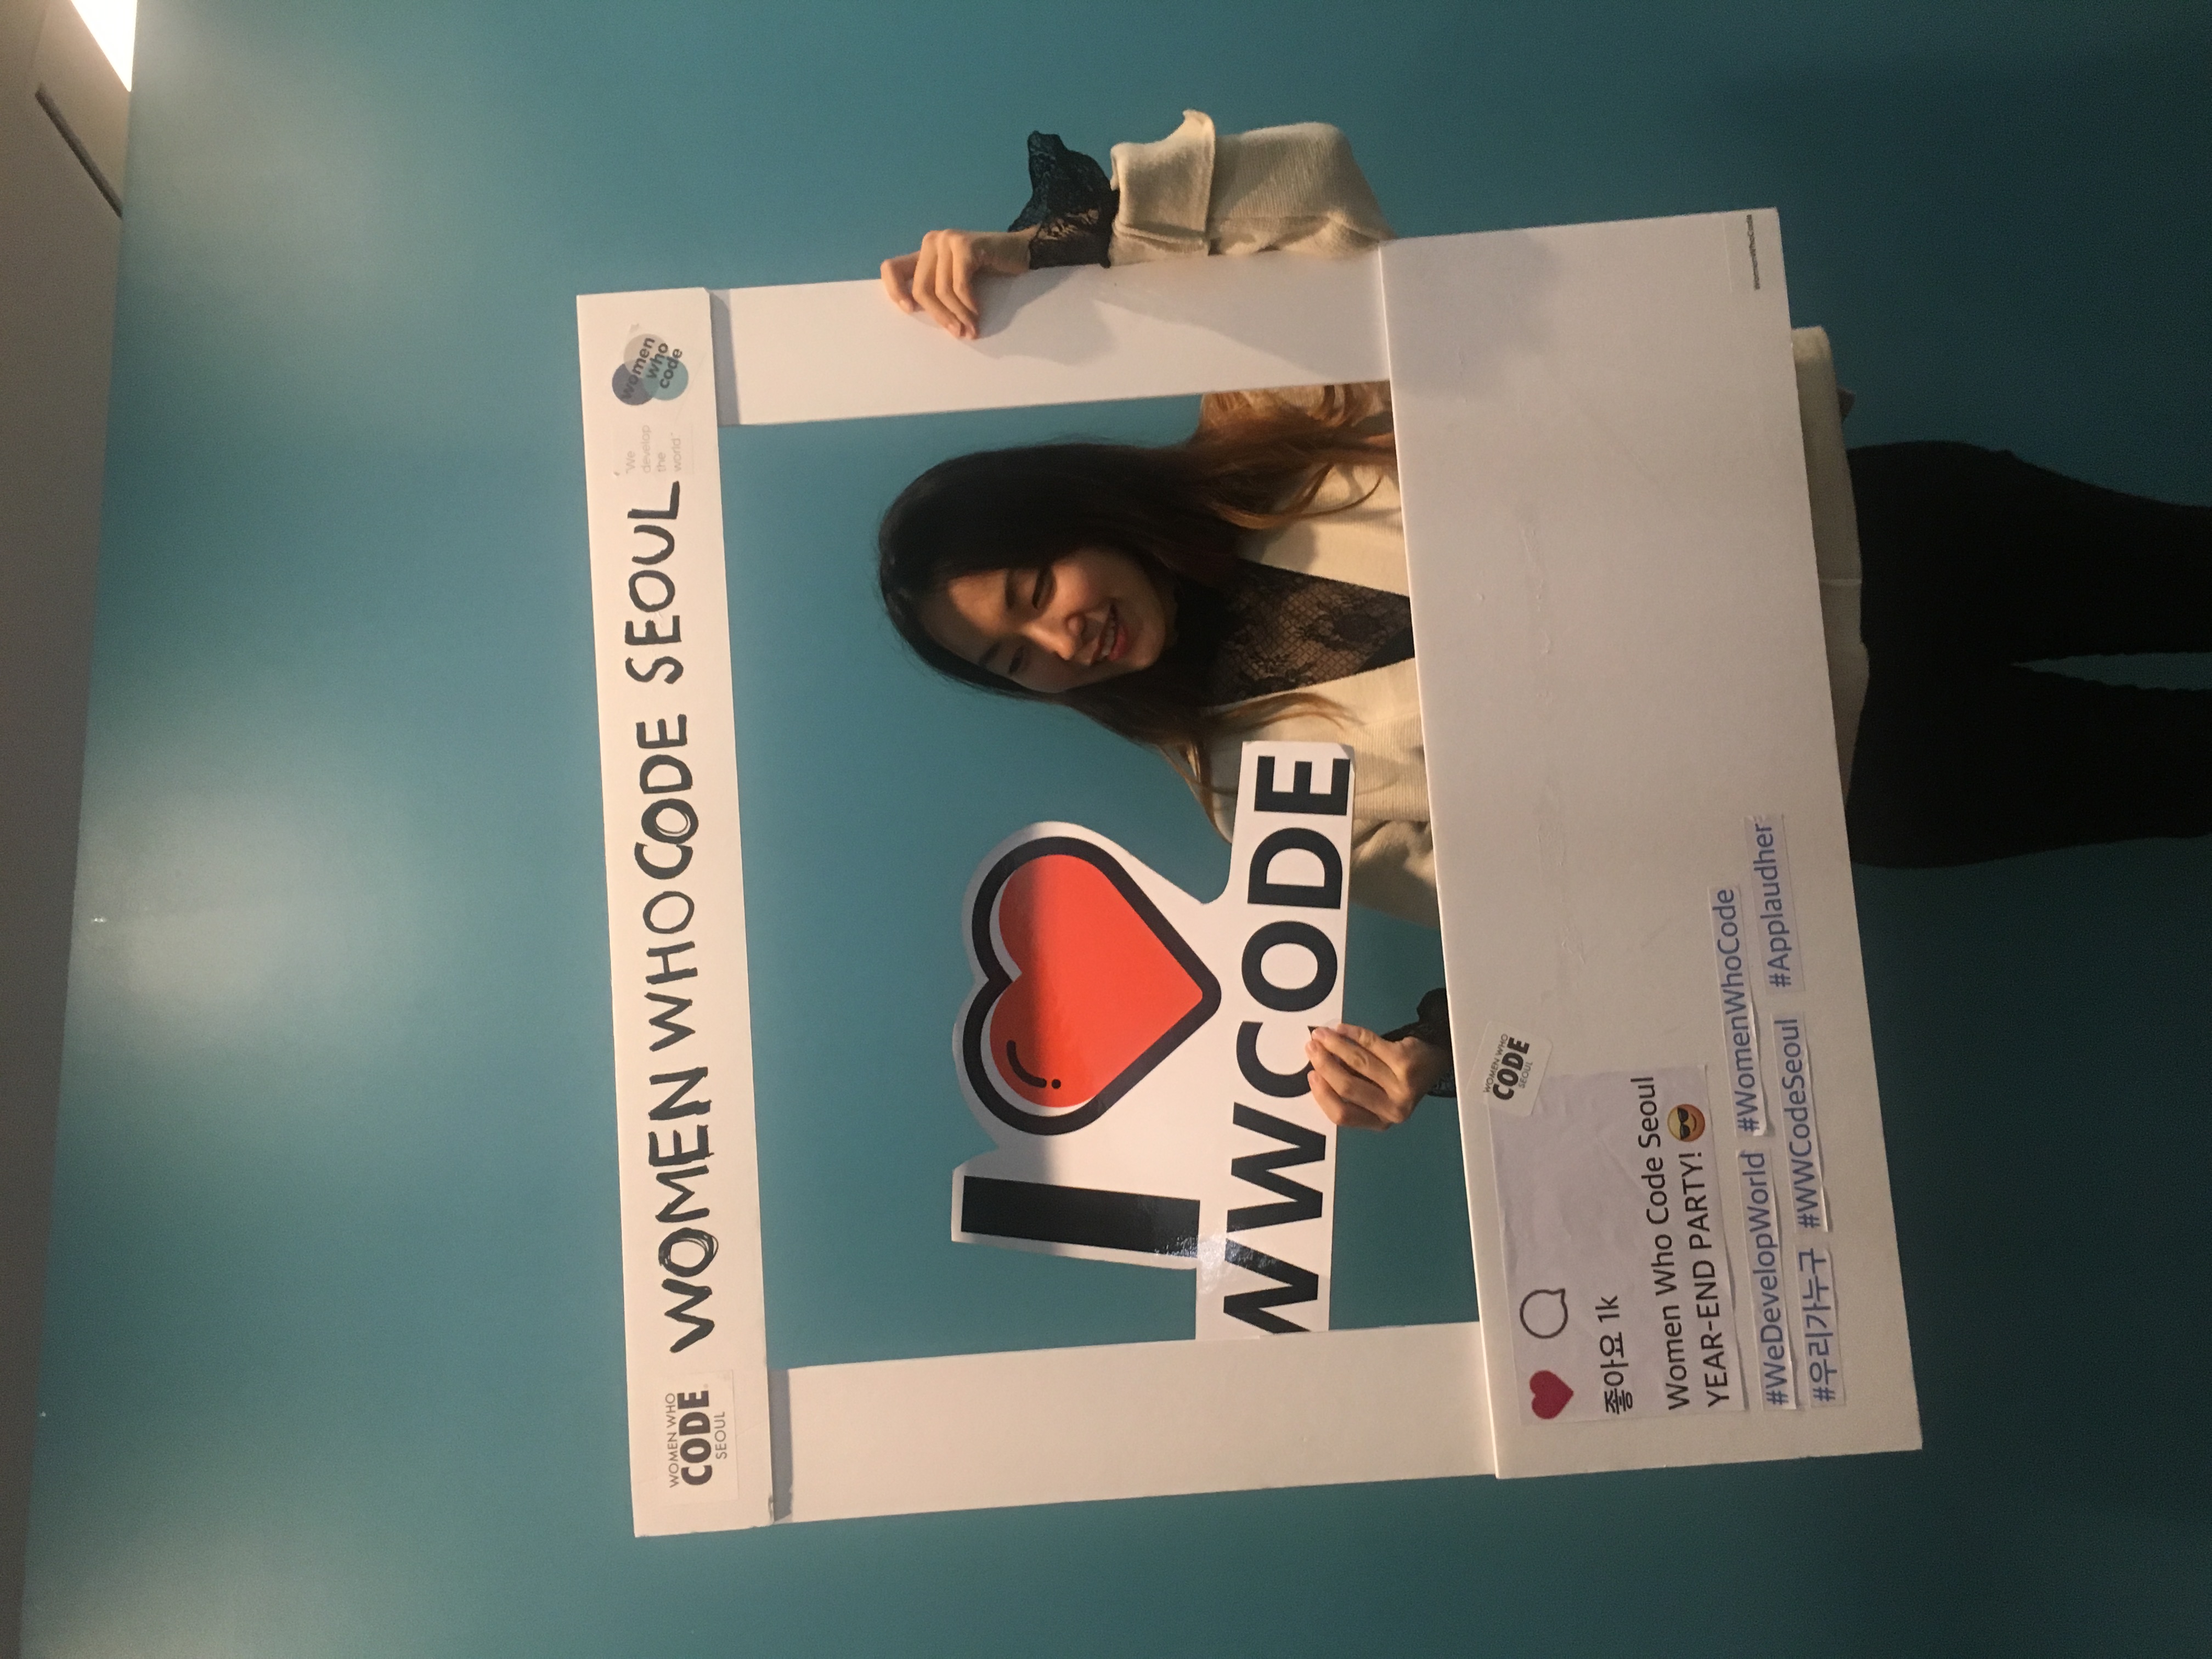 WOMEN WHO
CODE
SEOUL
WOMEN WHO CODE SEOUL
"We
develop
the
world."
women
who
code
I
WWCODE
WOMEN WHO
CODE
SEOUL
좋아요 1k
Women Who Code Seoul
YEAR-END PARTY! 😎
#WeDevelopWorld #WomenWhoCode
#우리가누구 #WWCodeSeoul #Applaudher
WomenWhoCode